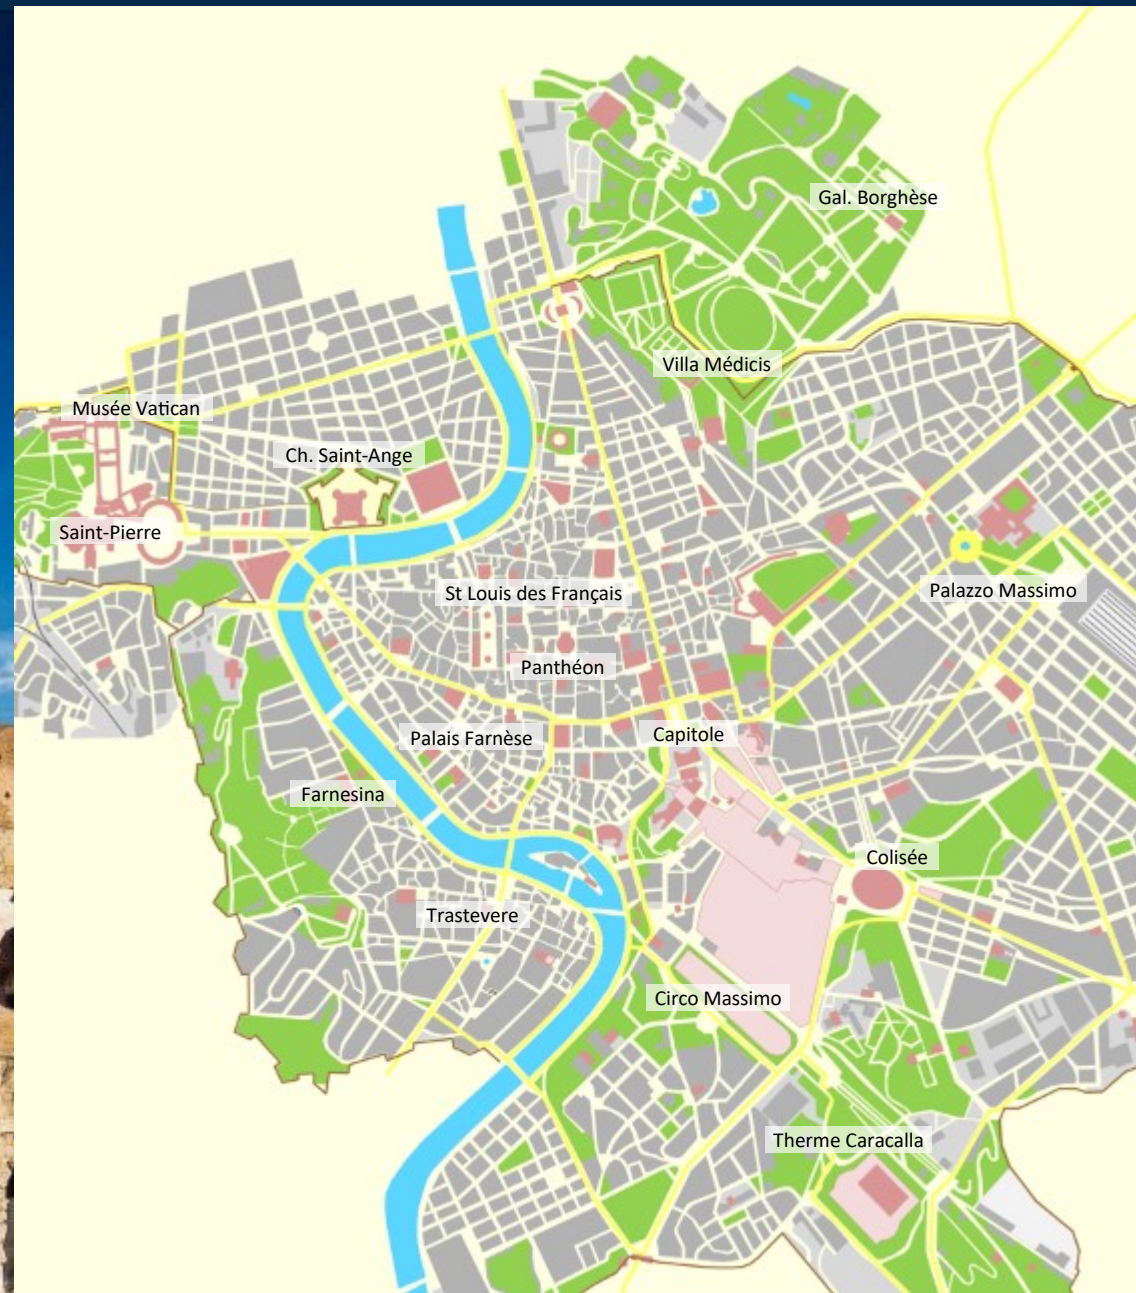 Gal. Borghèse
Villa Médicis
Musée Vatican
Ch. Saint-Ange
Saint-Pierre
St Louis des Français
Palazzo Massimo
Panthéon
Capitole
Palais Farnèse
Farnesina
Colisée
Trastevere
Circo Massimo
Therme Caracalla